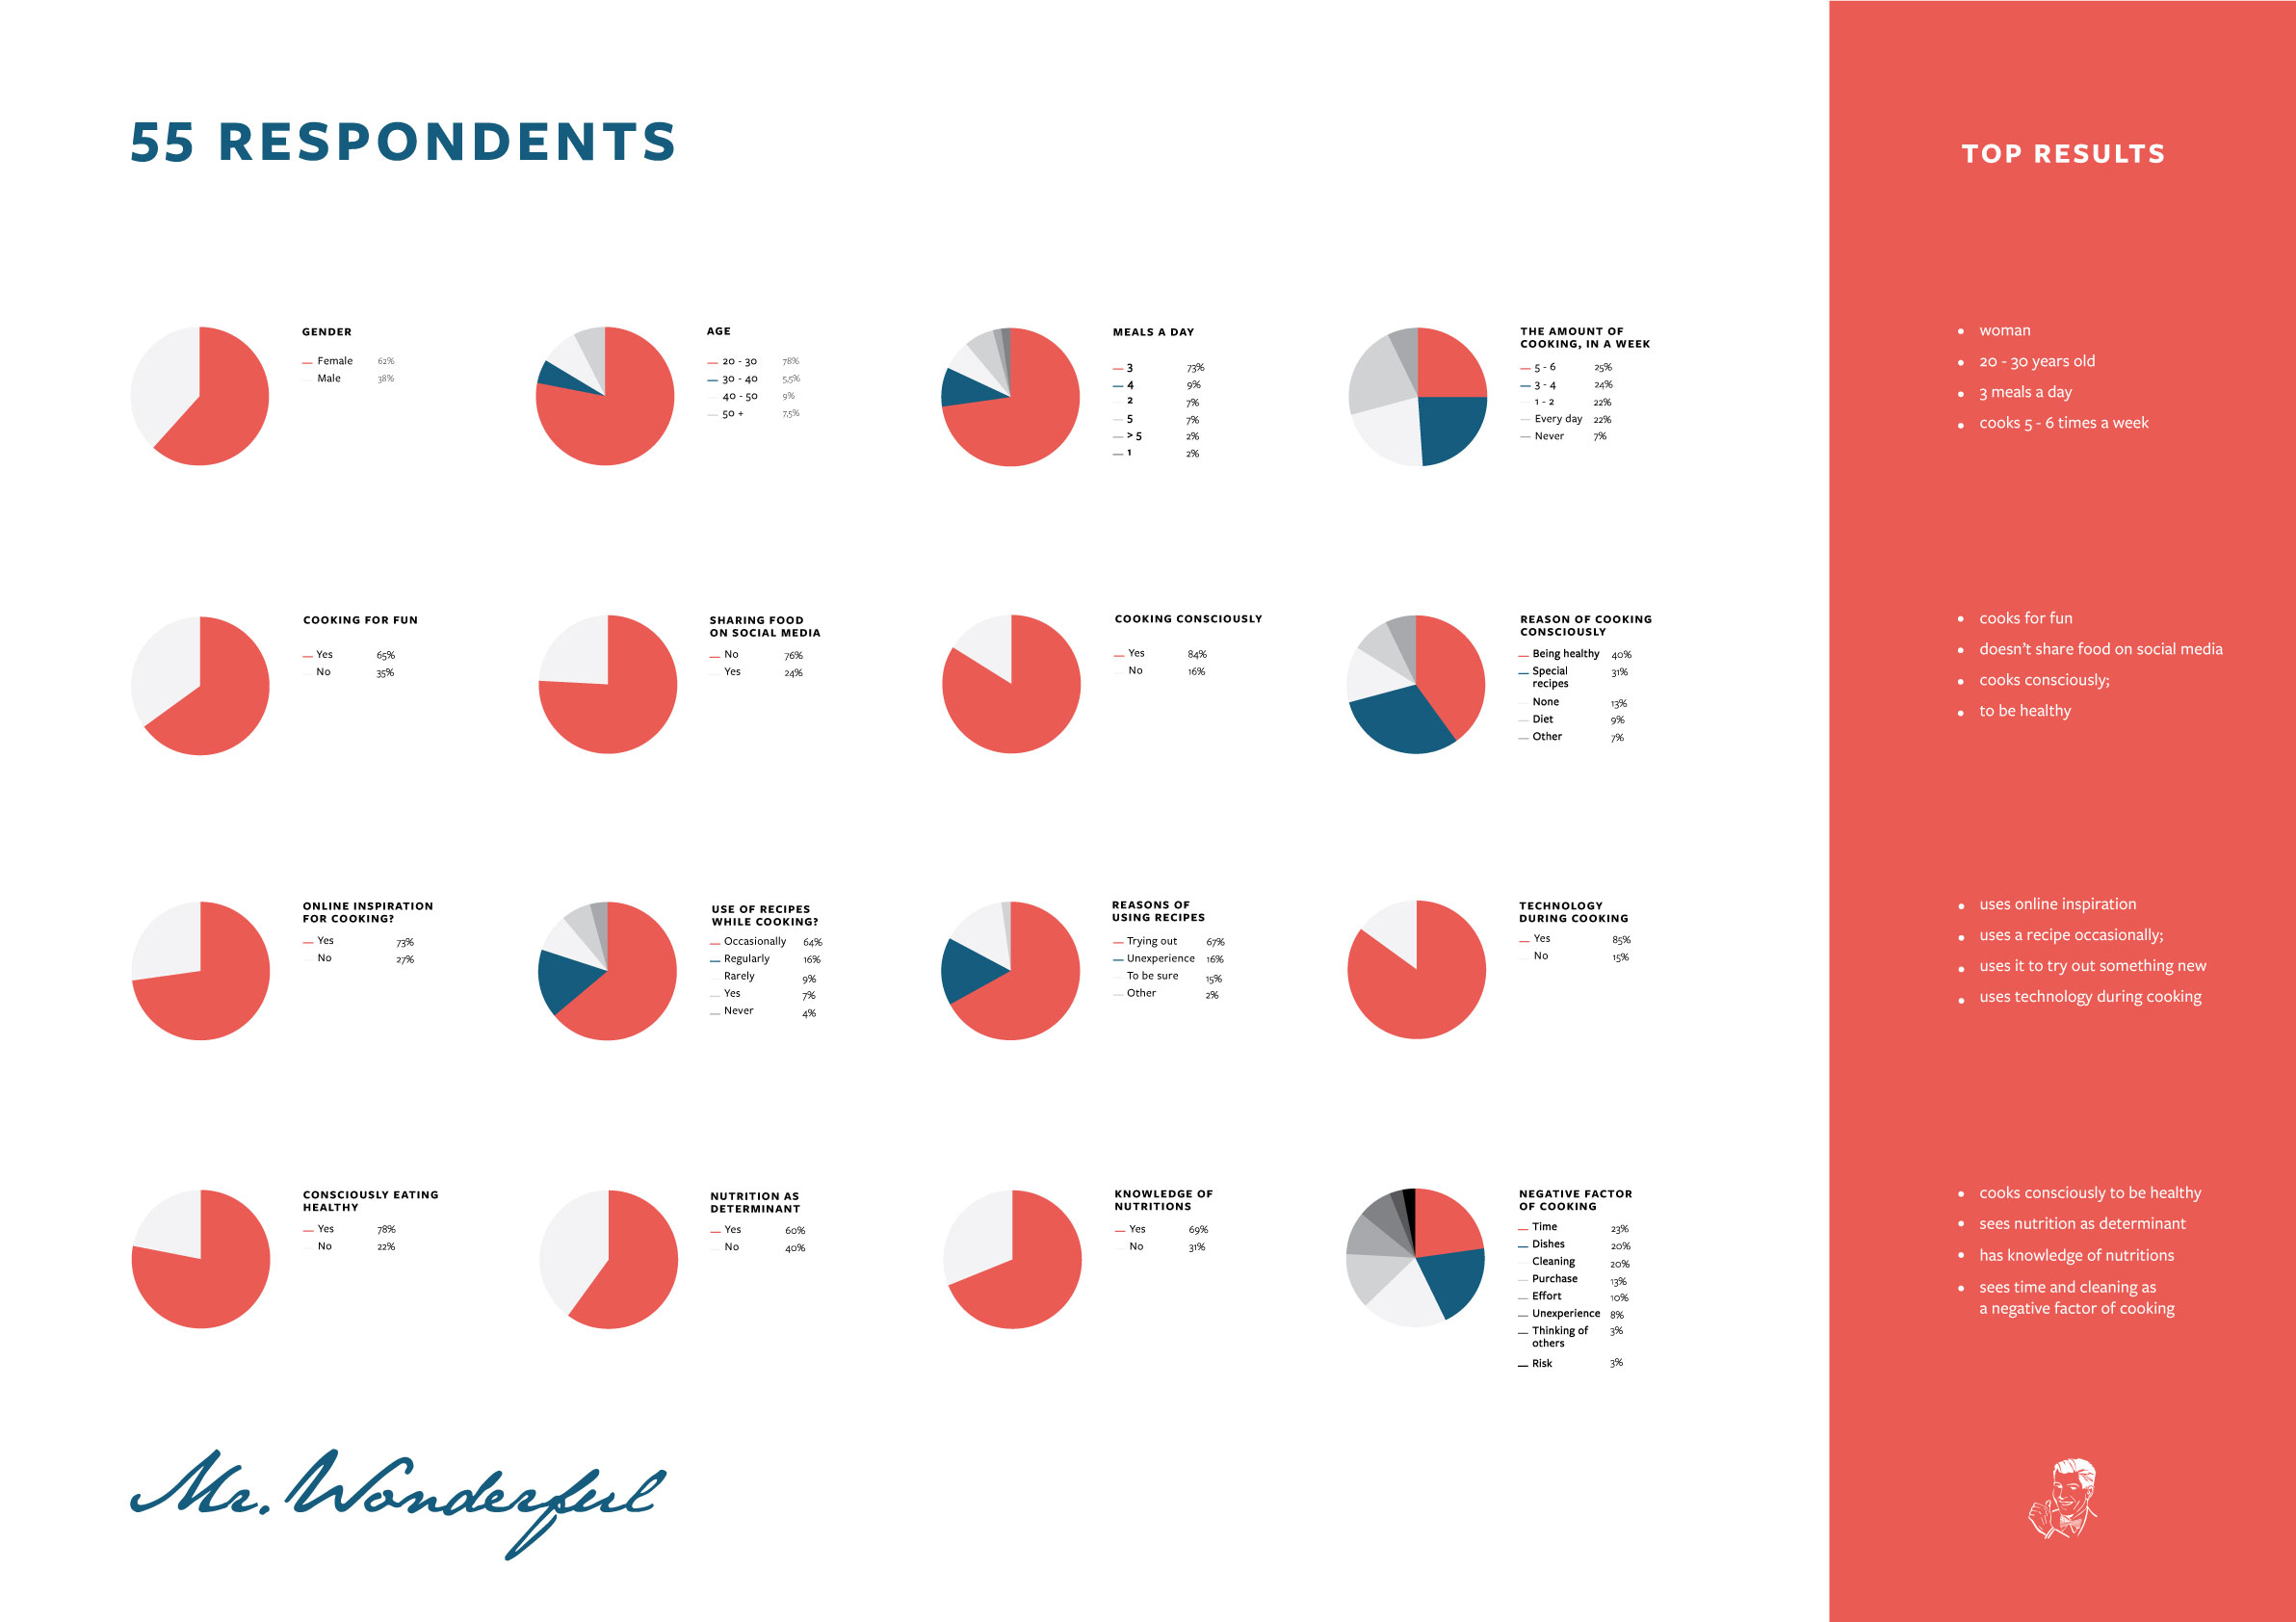 55 RESPONDENTS
TOP RESULTS
GENDER
Female 62%
Male 38%
AGE
20 - 30 78%
30 - 40 5,5%
40 - 50 9%
50 + 7,5%
MEALS A DAY
3 73%
4 9%
2 7%
5 7%
> 5 2%
1 2%
THE AMOUNT OF
COOKING, IN A WEEK
5 - 6 25%
3 - 4 24%
1 - 2 22%
Every day 22%
Never 7%
• woman
• 20 - 30 years old
• 3 meals a day
• cooks 5 - 6 times a week
COOKING FOR FUN
Yes 65%
No 35%
SHARING FOOD
ON SOCIAL MEDIA
No 76%
Yes 24%
COOKING CONSCIOUSLY
Yes 84%
No 16%
REASON OF COOKING
CONSCIOUSLY
Being healthy 40%
Special 31%
recipes
None 13%
Diet 9%
Other 7%
• cooks for fun
• doesn't share food on social media
• cooks consciously;
• to be healthy
ONLINE INSPIRATION
FOR COOKING?
Yes 73%
No 27%
USE OF RECIPES
WHILE COOKING?
Occasionally 64%
Regularly 16%
Rarely 9%
Yes 7%
Never 4%
REASONS OF
USING RECIPES
Trying out 67%
Unexperience 16%
To be sure 15%
Other 2%
TECHNOLOGY
DURING COOKING
Yes 85%
No 15%
• uses online inspiration
• uses a recipe occasionally;
• uses it to try out something new
• uses technology during cooking
CONSCIOUSLY EATING
HEALTHY
Yes 78%
No 22%
NUTRITION AS
DETERMINANT
Yes 60%
No 40%
KNOWLEDGE OF
NUTRITIONS
Yes 69%
No 31%
NEGATIVE FACTOR
OF COOKING
Time 23%
Dishes 20%
Cleaning 20%
Purchase 13%
Effort 10%
Unexperience 8%
Thinking of 3%
others
Risk 3%
• cooks consciously to be healthy
• sees nutrition as determinant
• has knowledge of nutritions
• sees time and cleaning as
a negative factor of cooking
Mr. Wonderful